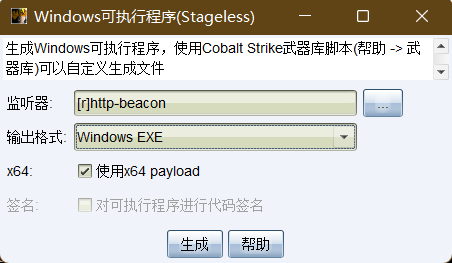 Windows可执行程序(Stageless)
生成Windows可执行程序，使用Cobalt Strike武器库脚本(帮助 -> 武
器库)可以自定义生成文件
监听器: [r]http-beacon ...
输出格式: Windows EXE
x64: 使用x64 payload
签名: 对可执行程序进行代码签名
生成 帮助